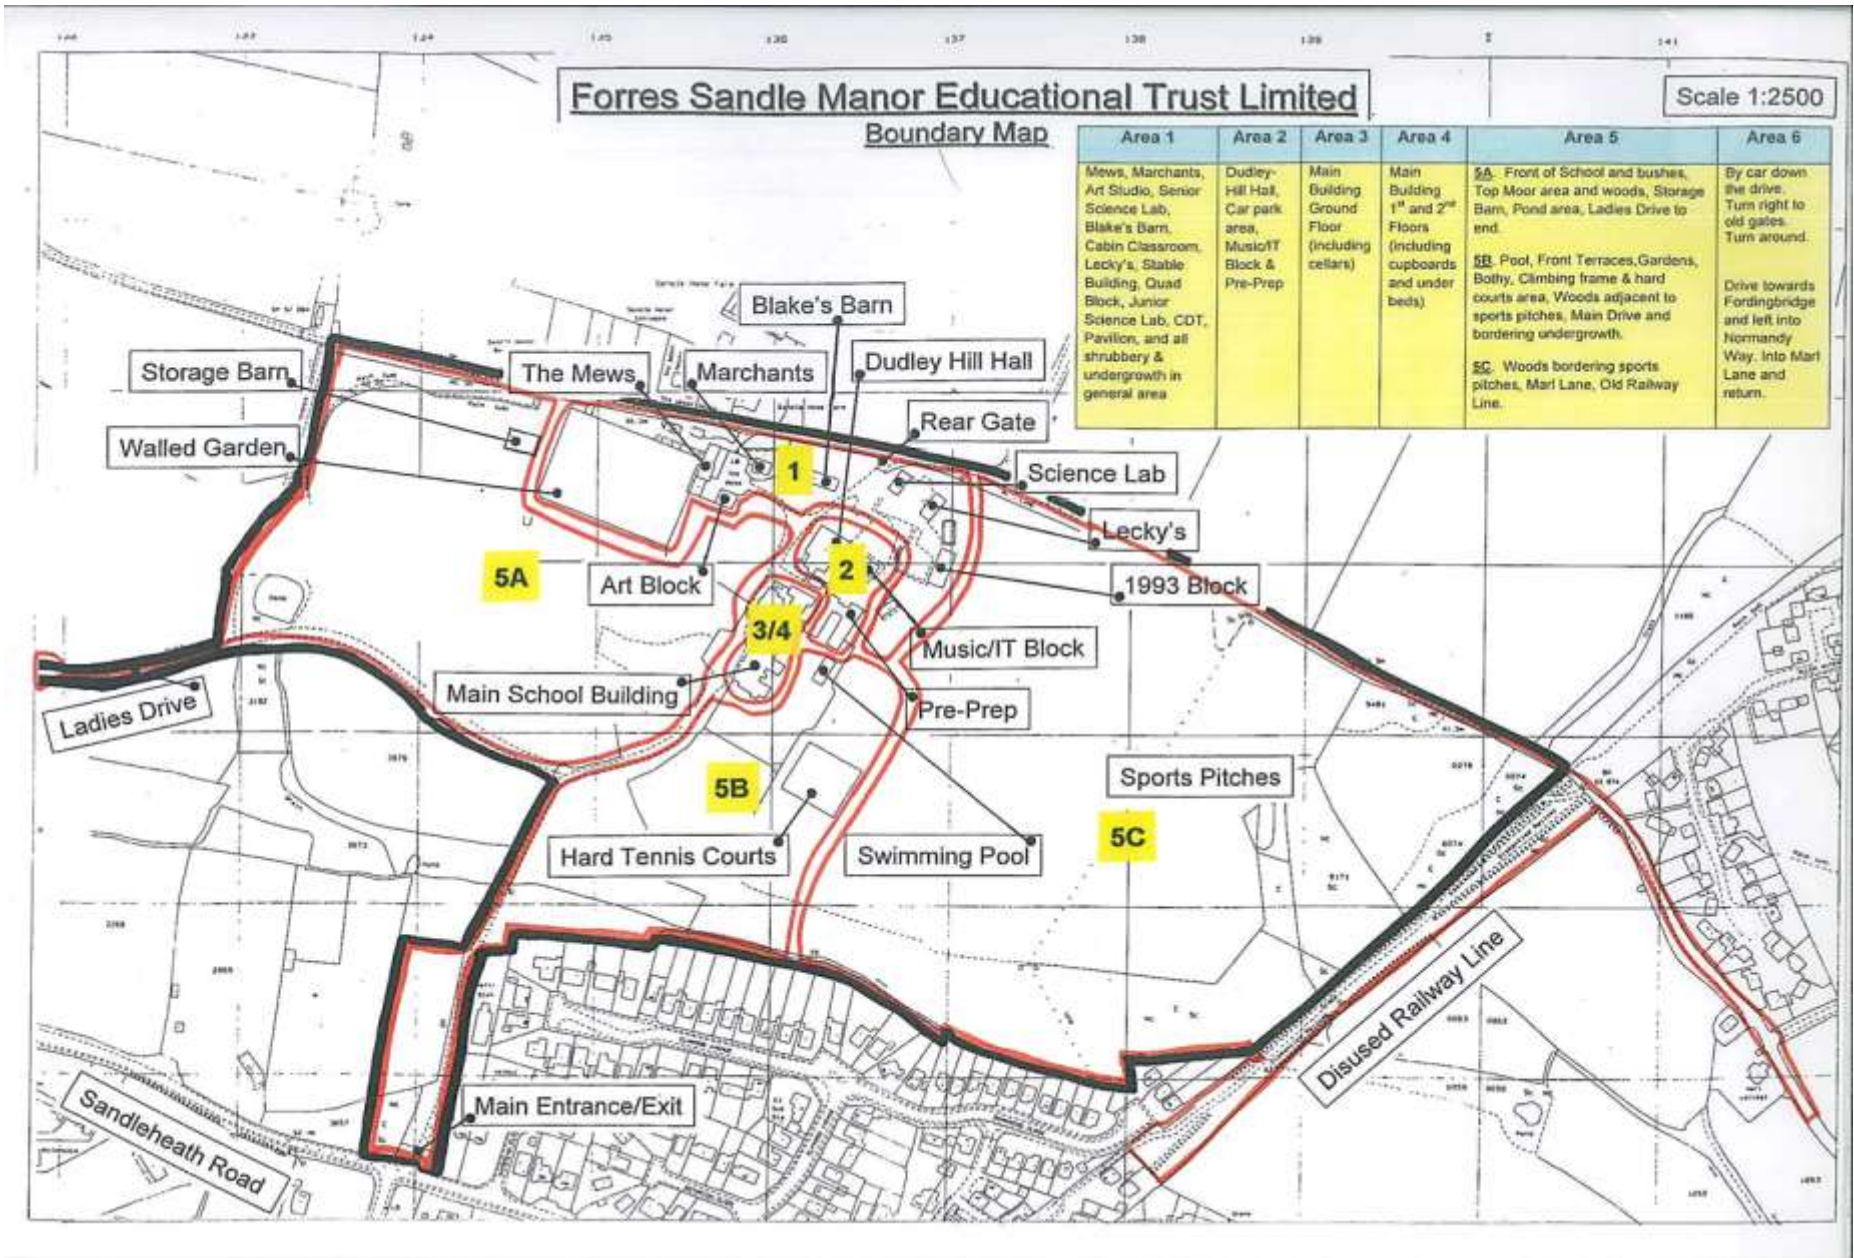 136
137
138
139
141
Forres Sandle Manor Educational Trust Limited
Boundary Map
Scale 1:2500
Area 1
Mews, Marchants,
Art Studio, Senior
Science Lab,
Blake's Barn,
Cabin Classroom,
Lecky's, Stable
Building, Quad
Block, Junior
Science Lab, CDT,
Pavilion, and all
shrubbery &
undergrowth in
general area
Area 2
Dudley-
Hill Hall,
Car park
area,
Music/IT
Block &
Pre-Prep
Area 3
Main
Building
Ground
Floor
(including
cellars)
Area 4
Main
Building
1st and 2nd
Floors
(including
cupboards
and under
beds)
Area 5
5A. Front of School and bushes,
Top Moor area and woods, Storage
Barn, Pond area, Ladies Drive to
end.
5B. Pool, Front Terraces,Gardens,
Bothy, Climbing frame & hard
courts area, Woods adjacent to
sports pitches, Main Drive and
bordering undergrowth.
5C. Woods bordering sports
pitches, Marl Lane, Old Railway
Line.
Area 6
By car down
the drive.
Turn right to
old gates.
Turn around.
Drive towards
Fordingbridge
and left into
Normandy
Way. Into Marl
Lane and
return.
Blake's Barn
Storage Barn
The Mews
Marchants
Dudley Hill Hall
Walled Garden
Rear Gate
1
Science Lab
Lecky's
5A
Art Block
2
1993 Block
3/4
Music/IT Block
Main School Building
Ladies Drive
Pre-Prep
5B
Sports Pitches
5C
Hard Tennis Courts
Swimming Pool
Disused Railway Line
Main Entrance/Exit
Sandleheath Road